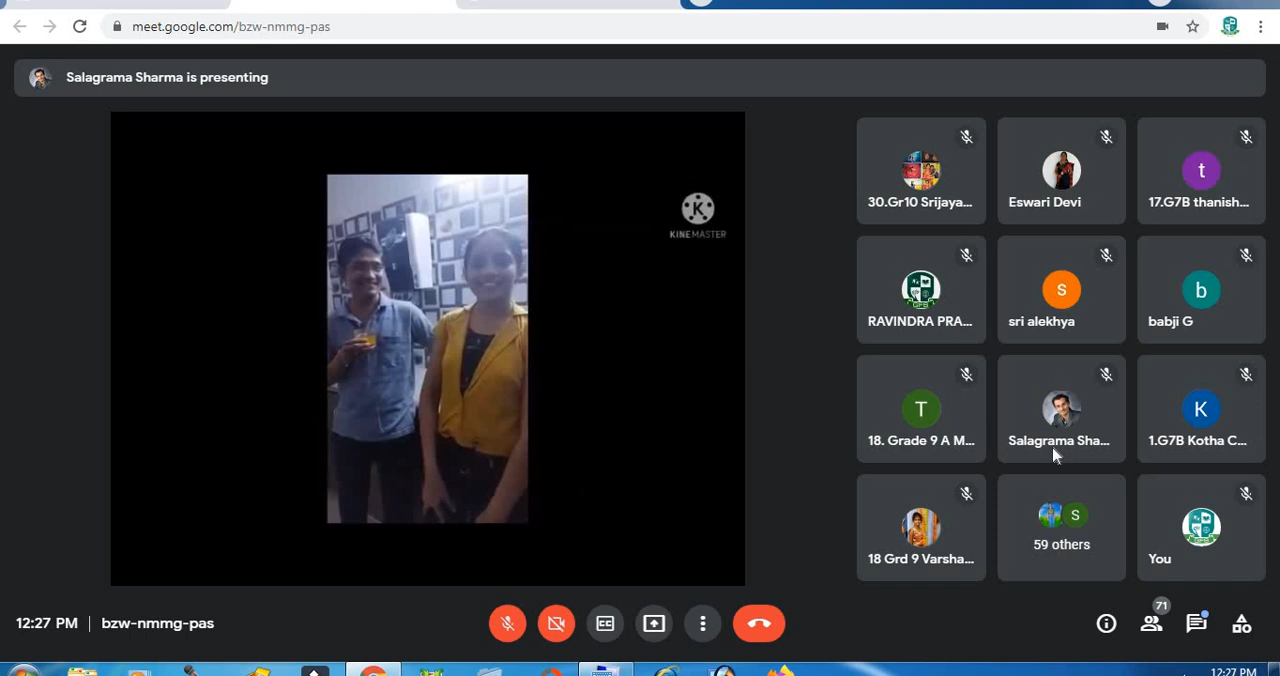 meet.google.com/bzw-nmmg-pas
Salagrama Sharma is presenting
K
KINEMASTER
30.Gr10 Srijaya...
Eswari Devi
t
17.G7B thanish...
RAVINDRA PRA...
s
sri alekhya
b
babji G
T
18. Grade 9 A M...
Salagrama Sha...
K
1.G7B Kotha C...
18 Grd 9 Varsha...
S
59 others
You
12:27 PM | bzw-nmmg-pas
71
12:27 PM